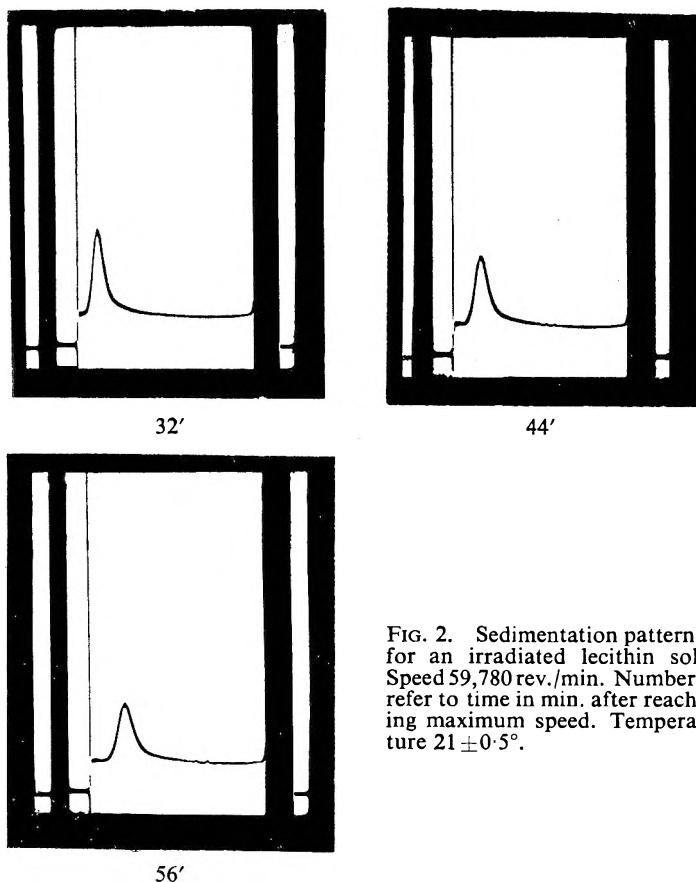 32′
44′
56′
FIG. 2. Sedimentation pattern
for an irradiated lecithin sol
Speed 59,780 rev./min. Number
refer to time in min. after reach-
ing maximum speed. Tempera-
ture 21 ±0·5°.